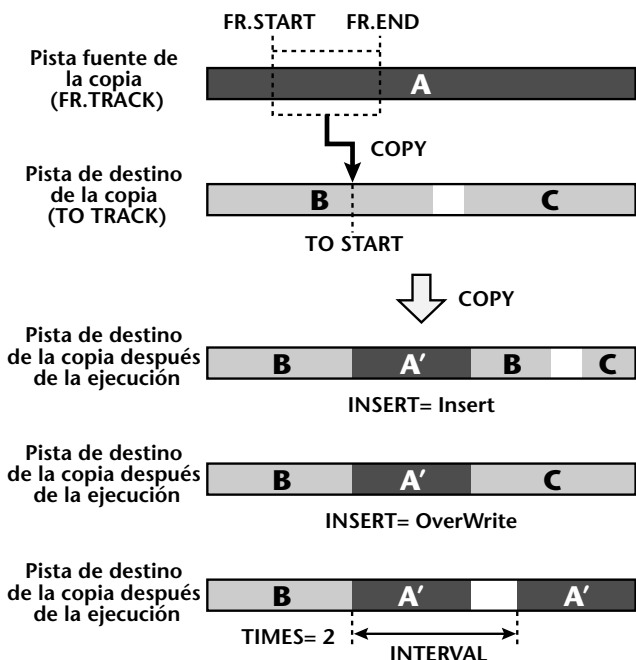 FR.START FR.END
Pista fuente de
la copia
(FR.TRACK)
A
COPY
Pista de destino
de la copia
(TO TRACK)
B C
TO START
COPY
Pista de destino
de la copia después
de la ejecución
B A′ B C
INSERT= Insert
Pista de destino
de la copia después
de la ejecución
B A′ C
INSERT= OverWrite
Pista de destino
de la copia después
de la ejecución
B A′ A′
TIMES= 2
INTERVAL